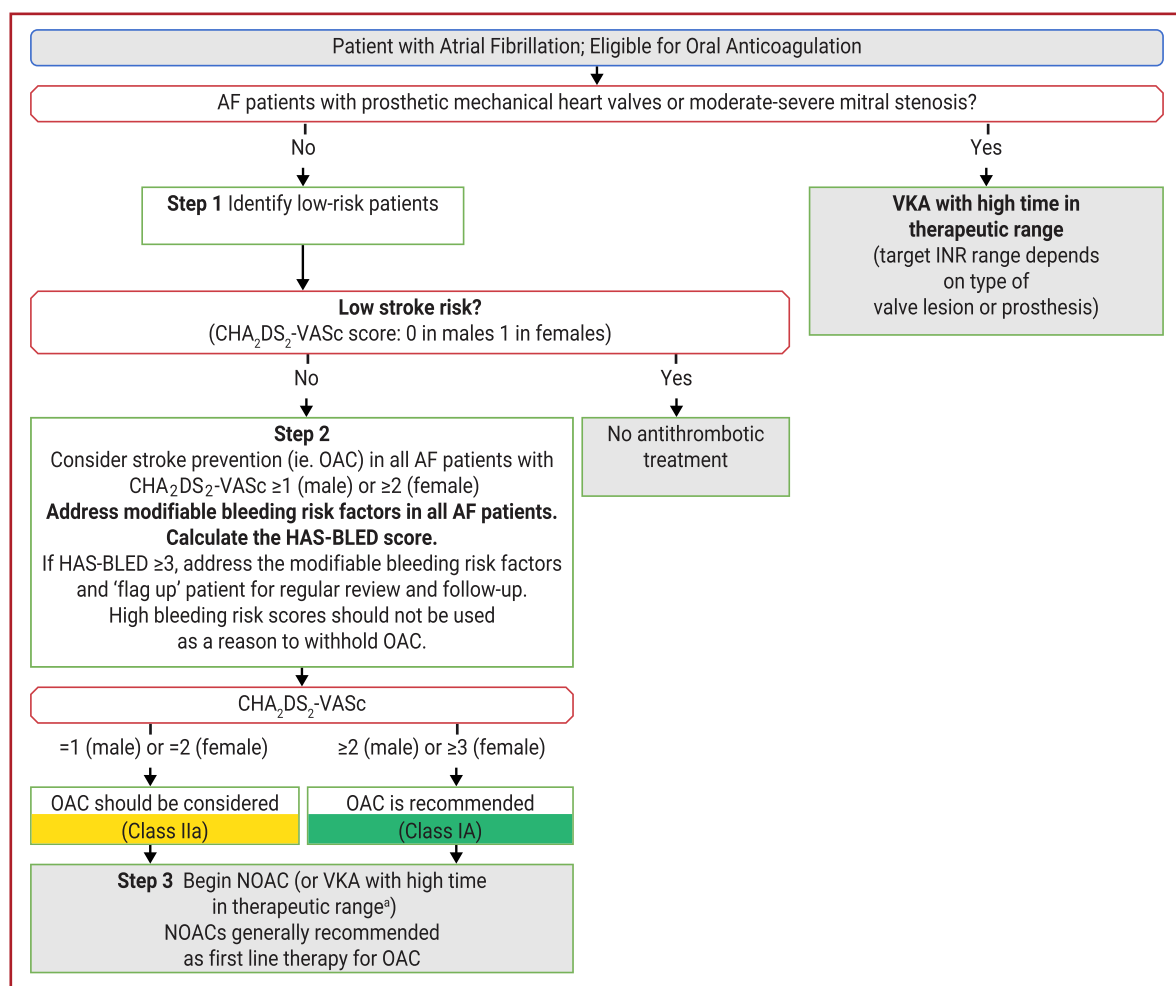 Patient with Atrial Fibrillation; Eligible for Oral Anticoagulation
AF patients with prosthetic mechanical heart valves or moderate-severe mitral stenosis?
No
Yes
Step 1 Identify low-risk patients
VKA with high time in
therapeutic range
(target INR range depends
on type of
valve lesion or prosthesis)
Low stroke risk?
(CHA₂DS₂-VASc score: 0 in males 1 in females)
No
Yes
Step 2
Consider stroke prevention (ie. OAC) in all AF patients with
CHA₂DS₂-VASc ≥1 (male) or ≥2 (female)
Address modifiable bleeding risk factors in all AF patients.
Calculate the HAS-BLED score.
If HAS-BLED ≥3, address the modifiable bleeding risk factors
and ‘flag up’ patient for regular review and follow-up.
High bleeding risk scores should not be used
as a reason to withhold OAC.
No antithrombotic
treatment
CHA₂DS₂-VASc
=1 (male) or =2 (female)
≥2 (male) or ≥3 (female)
OAC should be considered
(Class IIa)
OAC is recommended
(Class IA)
Step 3 Begin NOAC (or VKA with high time
in therapeutic rangeᵃ)
NOACs generally recommended
as first line therapy for OAC